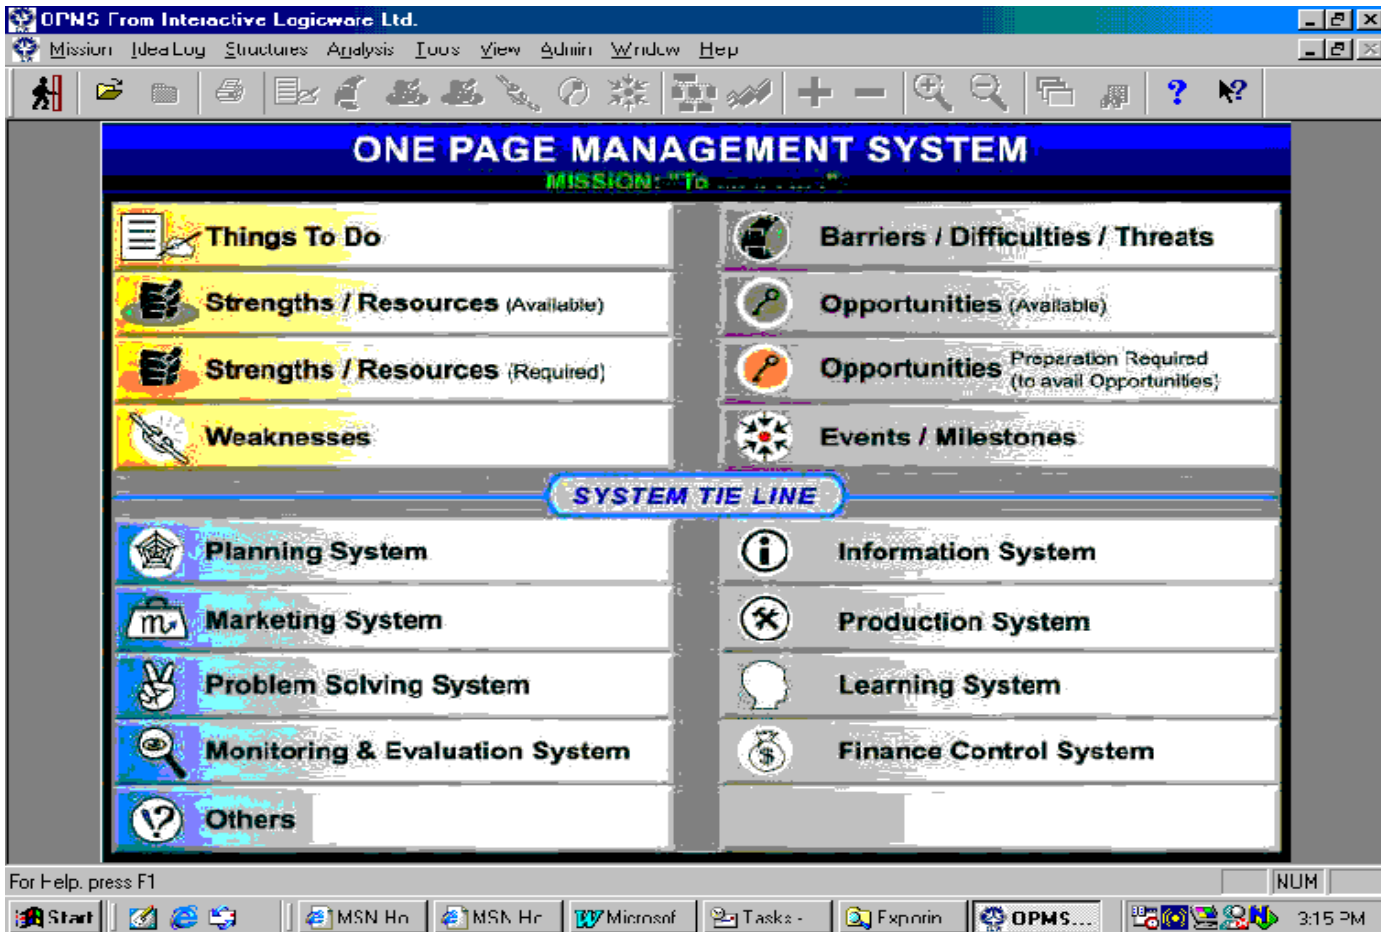 OPMS From Interactive Logicware Ltd.
Mission Idea Log Structures Analysis Tools View Admin Window Help
ONE PAGE MANAGEMENT SYSTEM
MISSION: "To
Things To Do
Barriers / Difficulties / Threats
Strengths / Resources (Available)
Opportunities (Available)
Strengths / Resources (Required)
Opportunities Preparation Required
(to avail Opportunities)
Weaknesses
Events / Milestones
SYSTEM TIE LINE
Planning System
Information System
Marketing System
Production System
Problem Solving System
Learning System
Monitoring & Evaluation System
Finance Control System
Others
For Help, press F1
NUM
Start MSN Ho MSN Ho Microsof Tasks - Explorin OPMS... 3:15 PM